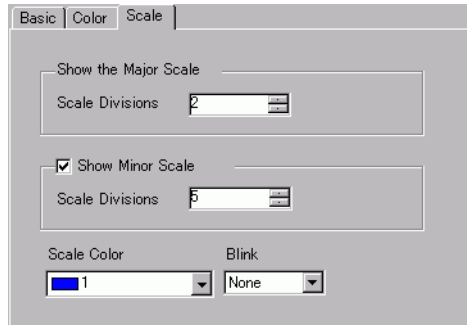 Basic Color Scale
Show the Major Scale
Scale Divisions 2
Show Minor Scale
Scale Divisions 5
Scale Color Blink
1 None